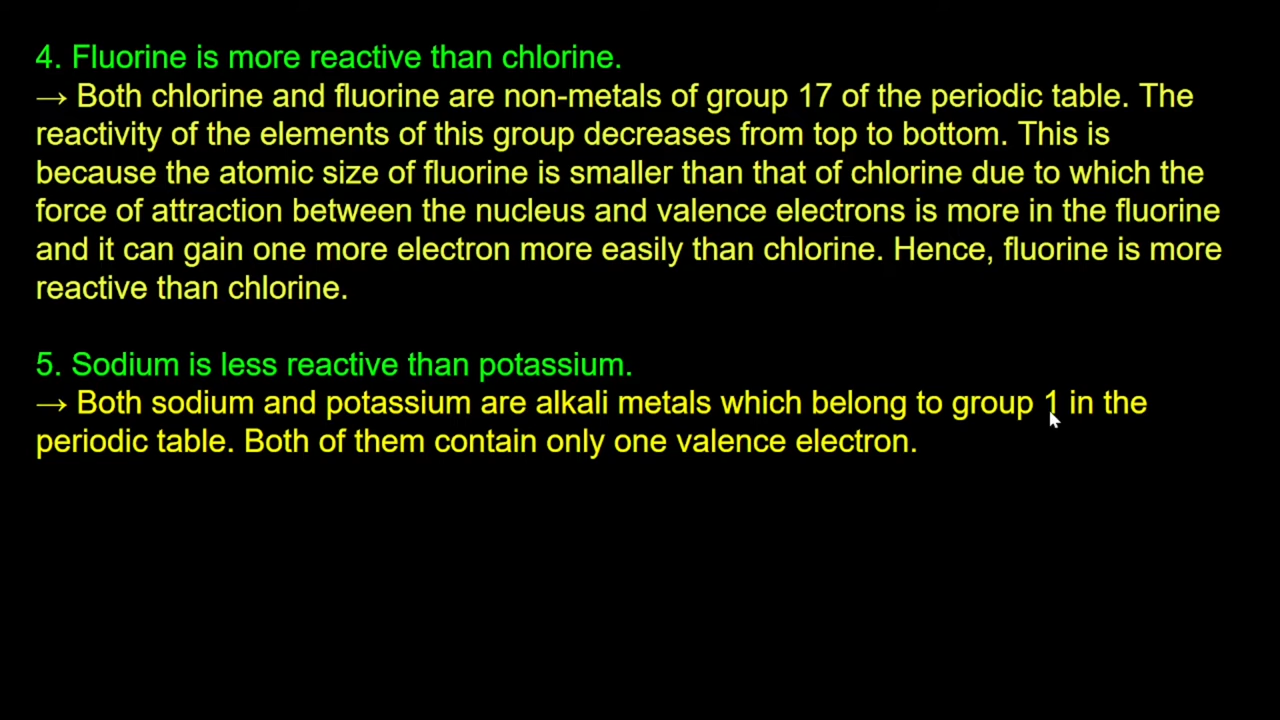 4. Fluorine is more reactive than chlorine.
→ Both chlorine and fluorine are non-metals of group 17 of the periodic table. The
reactivity of the elements of this group decreases from top to bottom. This is
because the atomic size of fluorine is smaller than that of chlorine due to which the
force of attraction between the nucleus and valence electrons is more in the fluorine
and it can gain one more electron more easily than chlorine. Hence, fluorine is more
reactive than chlorine.
5. Sodium is less reactive than potassium.
→ Both sodium and potassium are alkali metals which belong to group 1 in the
periodic table. Both of them contain only one valence electron.